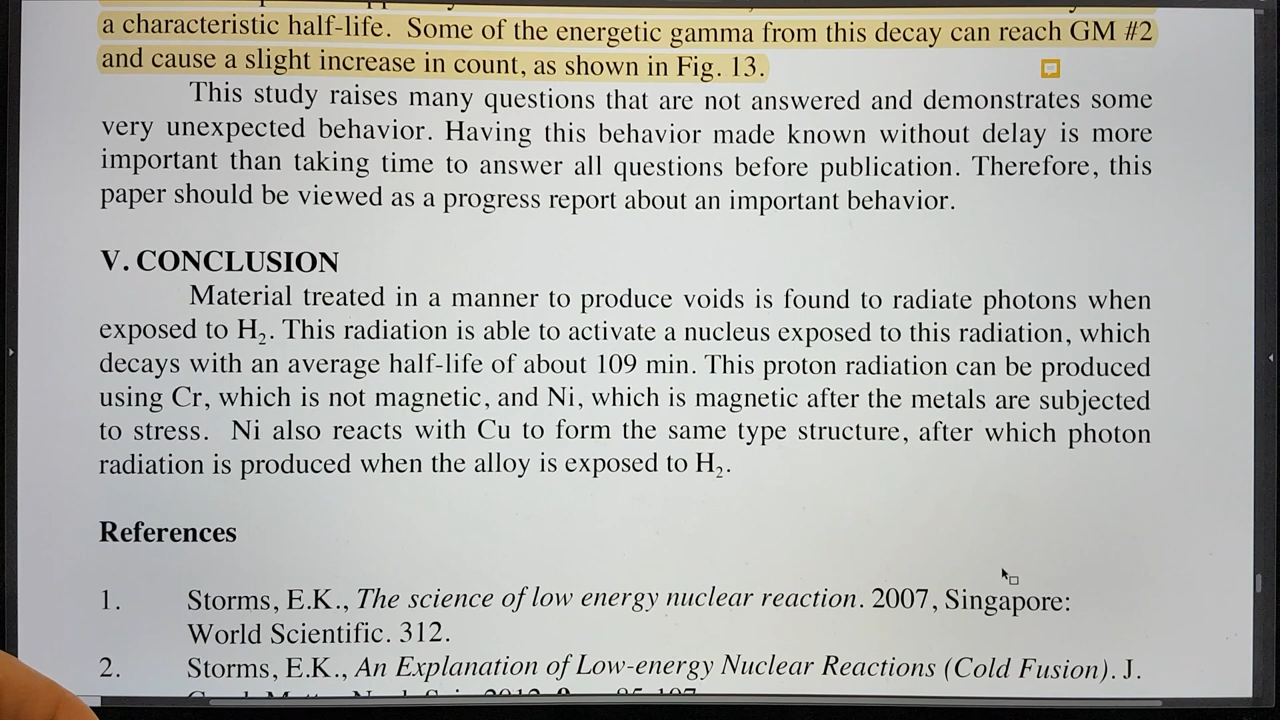 a characteristic half-life. Some of the energetic gamma from this decay can reach GM #2
and cause a slight increase in count, as shown in Fig. 13.
This study raises many questions that are not answered and demonstrates some
very unexpected behavior. Having this behavior made known without delay is more
important than taking time to answer all questions before publication. Therefore, this
paper should be viewed as a progress report about an important behavior.
V. CONCLUSION
Material treated in a manner to produce voids is found to radiate photons when
exposed to H₂. This radiation is able to activate a nucleus exposed to this radiation, which
decays with an average half-life of about 109 min. This proton radiation can be produced
using Cr, which is not magnetic, and Ni, which is magnetic after the metals are subjected
to stress. Ni also reacts with Cu to form the same type structure, after which photon
radiation is produced when the alloy is exposed to H₂.
References
1. Storms, E.K., The science of low energy nuclear reaction. 2007, Singapore:
World Scientific. 312.
2. Storms, E.K., An Explanation of Low-energy Nuclear Reactions (Cold Fusion). J.